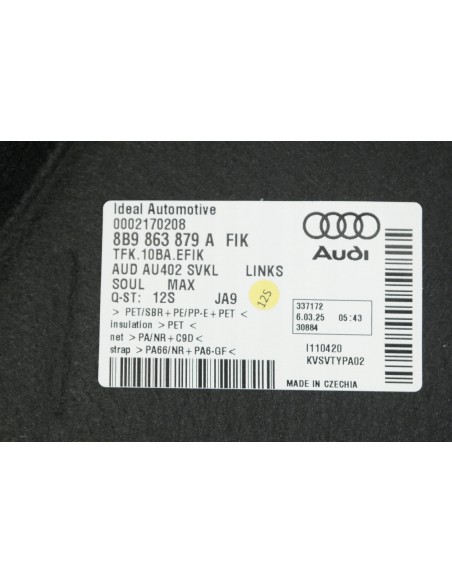 Ideal Automotive
0002170208
8B9 863 879 A FIK
TFK.10BA.EFIK
AUD AU402 SVKL LINKS
SOUL MAX
Q-ST: 12S JA9
> PET/SBR+PE/PP-E+PET<
insulation >PET<
net >PA/NR+C9D<
strap >PA66/NR+PA6-GF<
12S
Audi
337172
6.03.25 05:43
30884
I110420
KVSVTYPA02
MADE IN CZECHIA